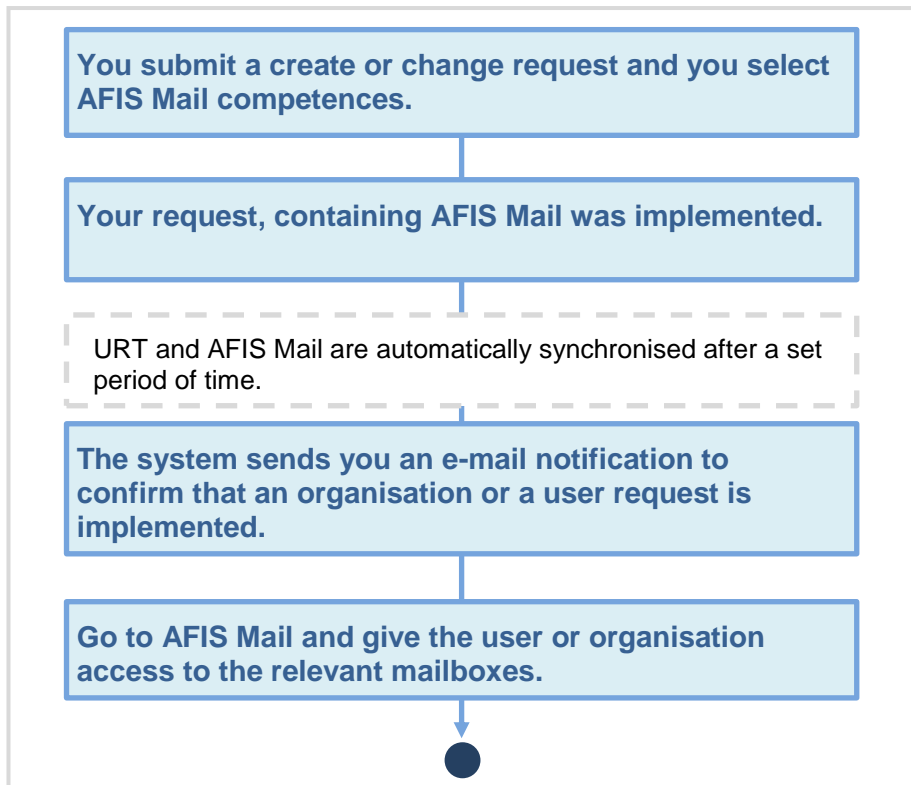 You submit a create or change request and you select
AFIS Mail competences.
Your request, containing AFIS Mail was implemented.
URT and AFIS Mail are automatically synchronised after a set
period of time.
The system sends you an e-mail notification to
confirm that an organisation or a user request is
implemented.
Go to AFIS Mail and give the user or organisation
access to the relevant mailboxes.